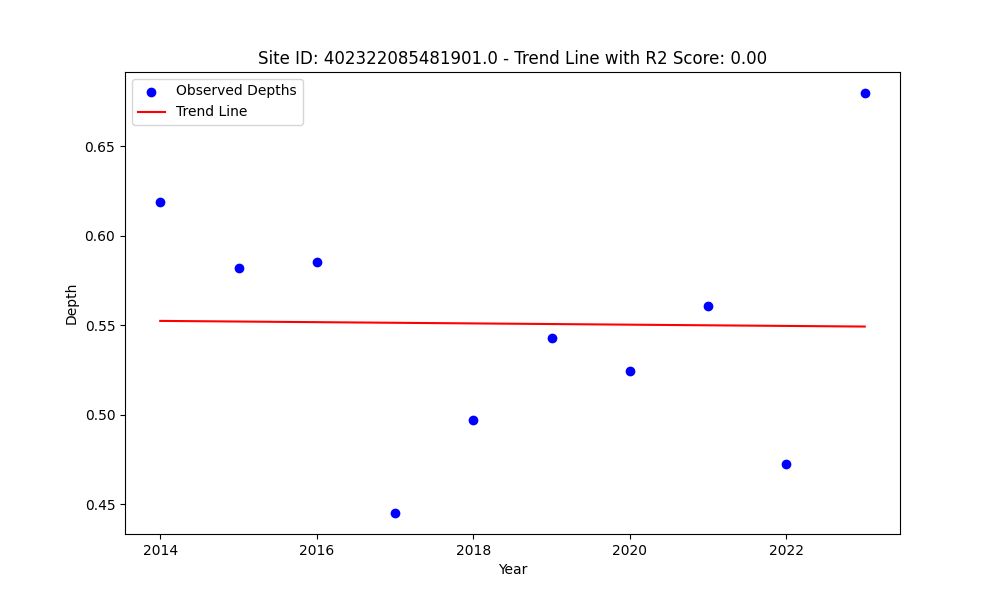 Site ID: 402322085481901.0 - Trend Line with R2 Score: 0.00
Observed Depths
Trend Line
0.65
0.60
0.55
0.50
0.45
Depth
2014
2016
2018
2020
2022
Year